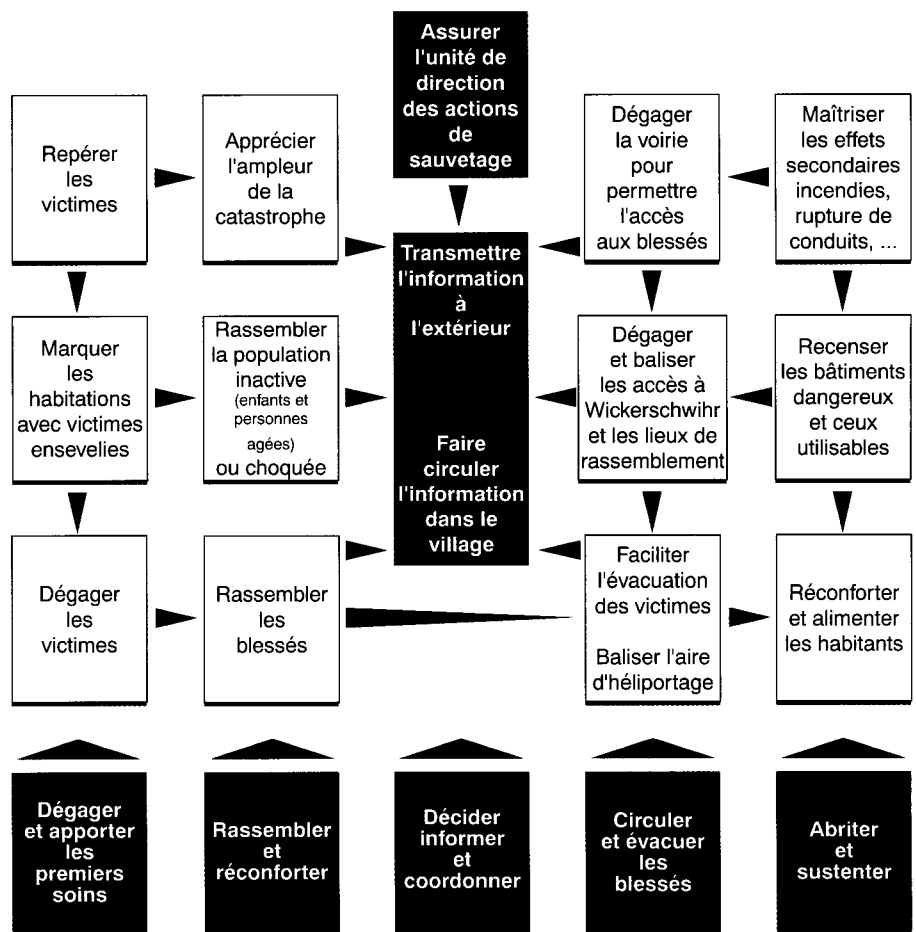 Assurer
l'unité de
direction
des actions
de
sauvetage
Repérer
les
victimes
Apprécier
l'ampleur
de la
catastrophe
Dégager
la voirie
pour
permettre
l'accès
aux blessés
Maîtriser
les effets
secondaires
incendies,
rupture de
conduits, ...
Transmettre
l'information
à
l'extérieur
Marquer
les
habitations
avec victimes
ensevelies
Rassembler
la population
inactive
(enfants et
personnes
agées)
ou choquée
Faire
circuler
l'information
dans le
village
Dégager
et baliser
les accès à
Wickerschwihr
et les lieux de
rassemblement
Recenser
les bâtiments
dangereux
et ceux
utilisables
Dégager
les
victimes
Rassembler
les
blessés
Faciliter
l'évacuation
des victimes
Baliser l'aire
d'héliportage
Réconforter
et alimenter
les habitants
Dégager
et apporter
les
premiers
soins
Rassembler
et
réconforter
Décider
informer
et
coordonner
Circuler
et évacuer
les
blessés
Abriter
et
sustenter